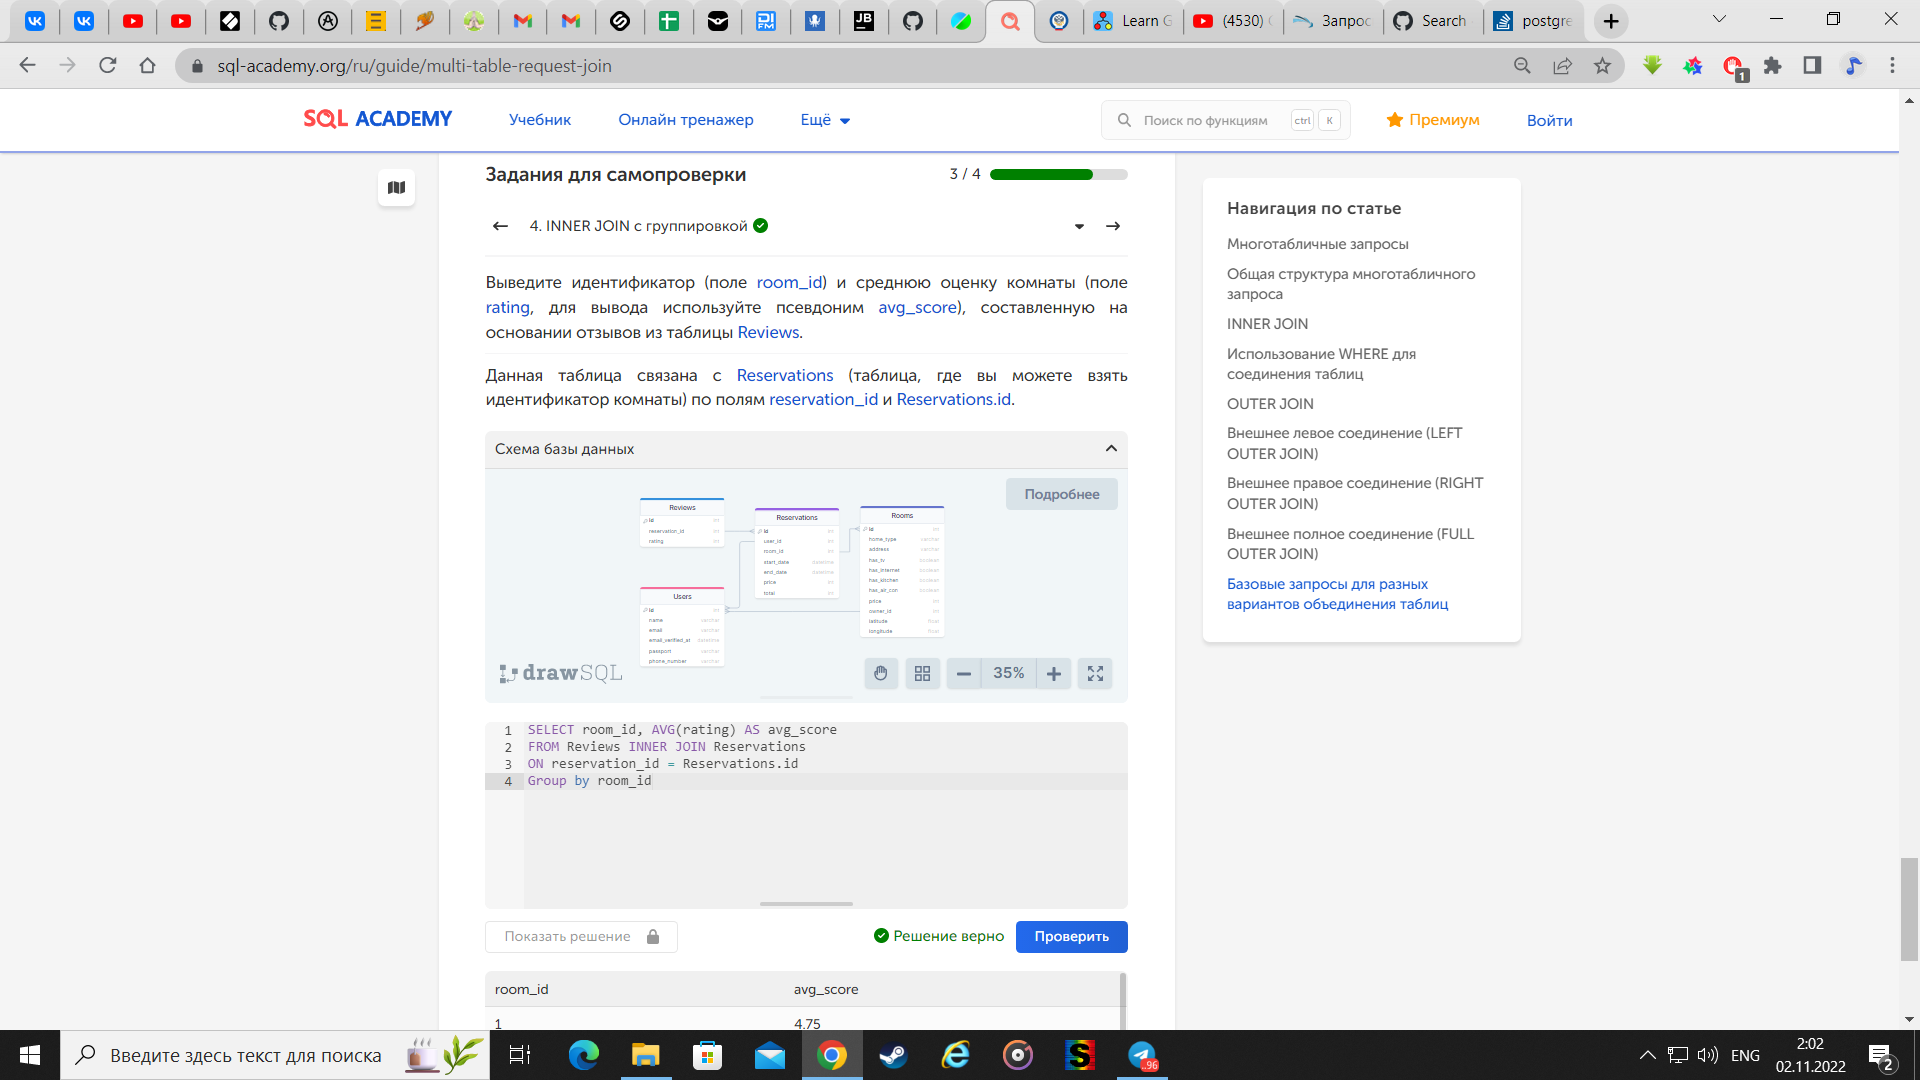 Learn G
(4530)
Запрос
Search
postgre
sql-academy.org/ru/guide/multi-table-request-join
1
SQL ACADEMY
Учебник
Онлайн тренажер
Ещё
Поиск по функциям
ctrl
K
Премиум
Войти
Задания для самопроверки
3 / 4
4. INNER JOIN с группировкой
Выведите идентификатор (поле room_id) и среднюю оценку комнаты (поле
rating, для вывода используйте псевдоним avg_score), составленную на
основании отзывов из таблицы Reviews.
Данная таблица связана с Reservations (таблица, где вы можете взять
идентификатор комнаты) по полям reservation_id и Reservations.id.
Схема базы данных
Подробнее
Reviews
id int
reservation_id int
rating int
Reservations
id int
user_id int
room_id int
start_date datetime
end_date datetime
price int
total int
Rooms
id int
home_type varchar
address varchar
has_tv boolean
has_internet boolean
has_kitchen boolean
has_air_con boolean
price int
owner_id int
latitude float
longitude float
Users
id int
name varchar
email varchar
email_verified_at datetime
password varchar
phone_number varchar
drawSQL
35%
1 SELECT room_id, AVG(rating) AS avg_score
2 FROM Reviews INNER JOIN Reservations
3 ON reservation_id = Reservations.id
4 Group by room_id
Показать решение
Решение верно
Проверить
room_id avg_score
1 4.75
Навигация по статье
Многотабличные запросы
Общая структура многотабличного
запроса
INNER JOIN
Использование WHERE для
соединения таблиц
OUTER JOIN
Внешнее левое соединение (LEFT
OUTER JOIN)
Внешнее правое соединение (RIGHT
OUTER JOIN)
Внешнее полное соединение (FULL
OUTER JOIN)
Базовые запросы для разных
вариантов объединения таблиц
Введите здесь текст для поиска
..96
ENG
2:02
02.11.2022
2